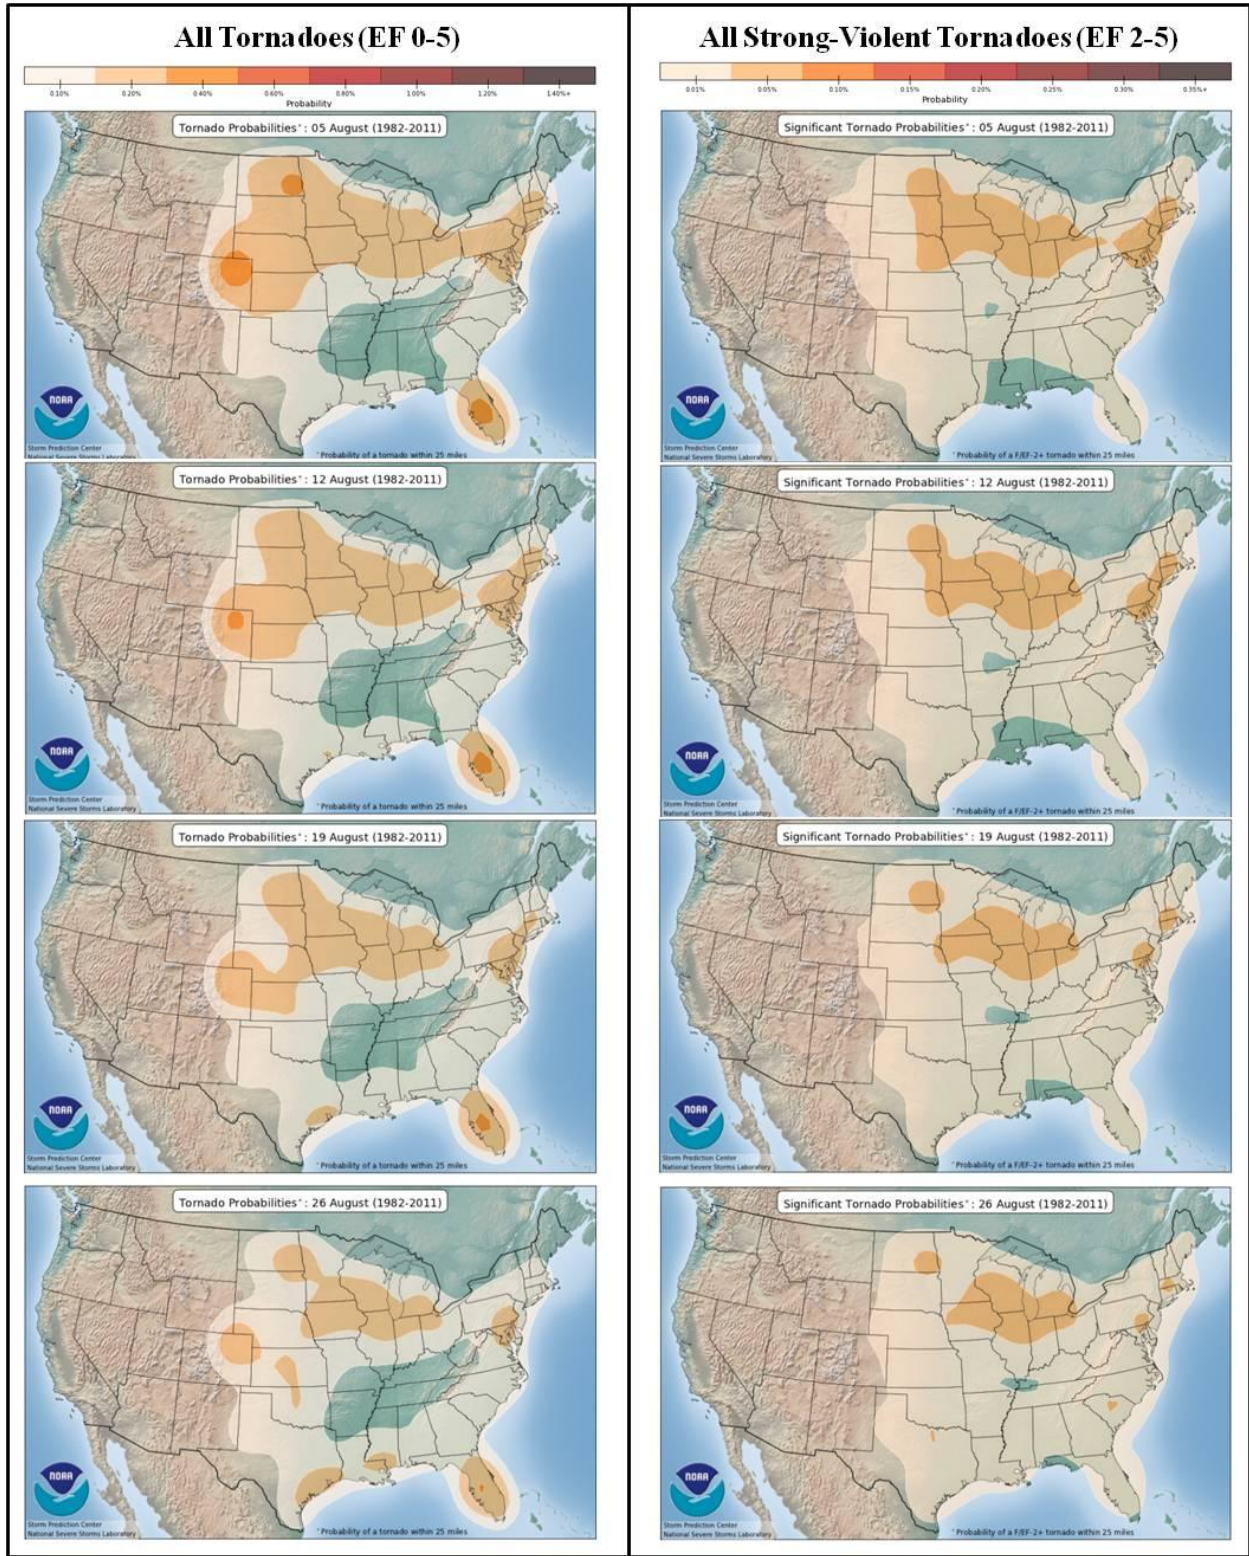 All Tornadoes (EF 0-5)
0.10% 0.20% 0.40% 0.60% 0.80% 1.00% 1.20% 1.40%+
Probability
Tornado Probabilities*: 05 August (1982-2011)
NOAA
Storm Prediction Center
National Severe Storms Laboratory
*Probability of a tornado within 25 miles
Tornado Probabilities*: 12 August (1982-2011)
NOAA
Storm Prediction Center
National Severe Storms Laboratory
*Probability of a tornado within 25 miles
Tornado Probabilities*: 19 August (1982-2011)
NOAA
Storm Prediction Center
National Severe Storms Laboratory
*Probability of a tornado within 25 miles
Tornado Probabilities*: 26 August (1982-2011)
NOAA
Storm Prediction Center
National Severe Storms Laboratory
*Probability of a tornado within 25 miles
All Strong-Violent Tornadoes (EF 2-5)
0.01% 0.05% 0.10% 0.15% 0.20% 0.25% 0.30% 0.35%+
Probability
Significant Tornado Probabilities*: 05 August (1982-2011)
NOAA
Storm Prediction Center
National Severe Storms Laboratory
*Probability of a F/EF-2+ tornado within 25 miles
Significant Tornado Probabilities*: 12 August (1982-2011)
NOAA
Storm Prediction Center
National Severe Storms Laboratory
*Probability of a F/EF-2+ tornado within 25 miles
Significant Tornado Probabilities*: 19 August (1982-2011)
NOAA
Storm Prediction Center
National Severe Storms Laboratory
*Probability of a F/EF-2+ tornado within 25 miles
Significant Tornado Probabilities*: 26 August (1982-2011)
NOAA
Storm Prediction Center
National Severe Storms Laboratory
*Probability of a F/EF-2+ tornado within 25 miles